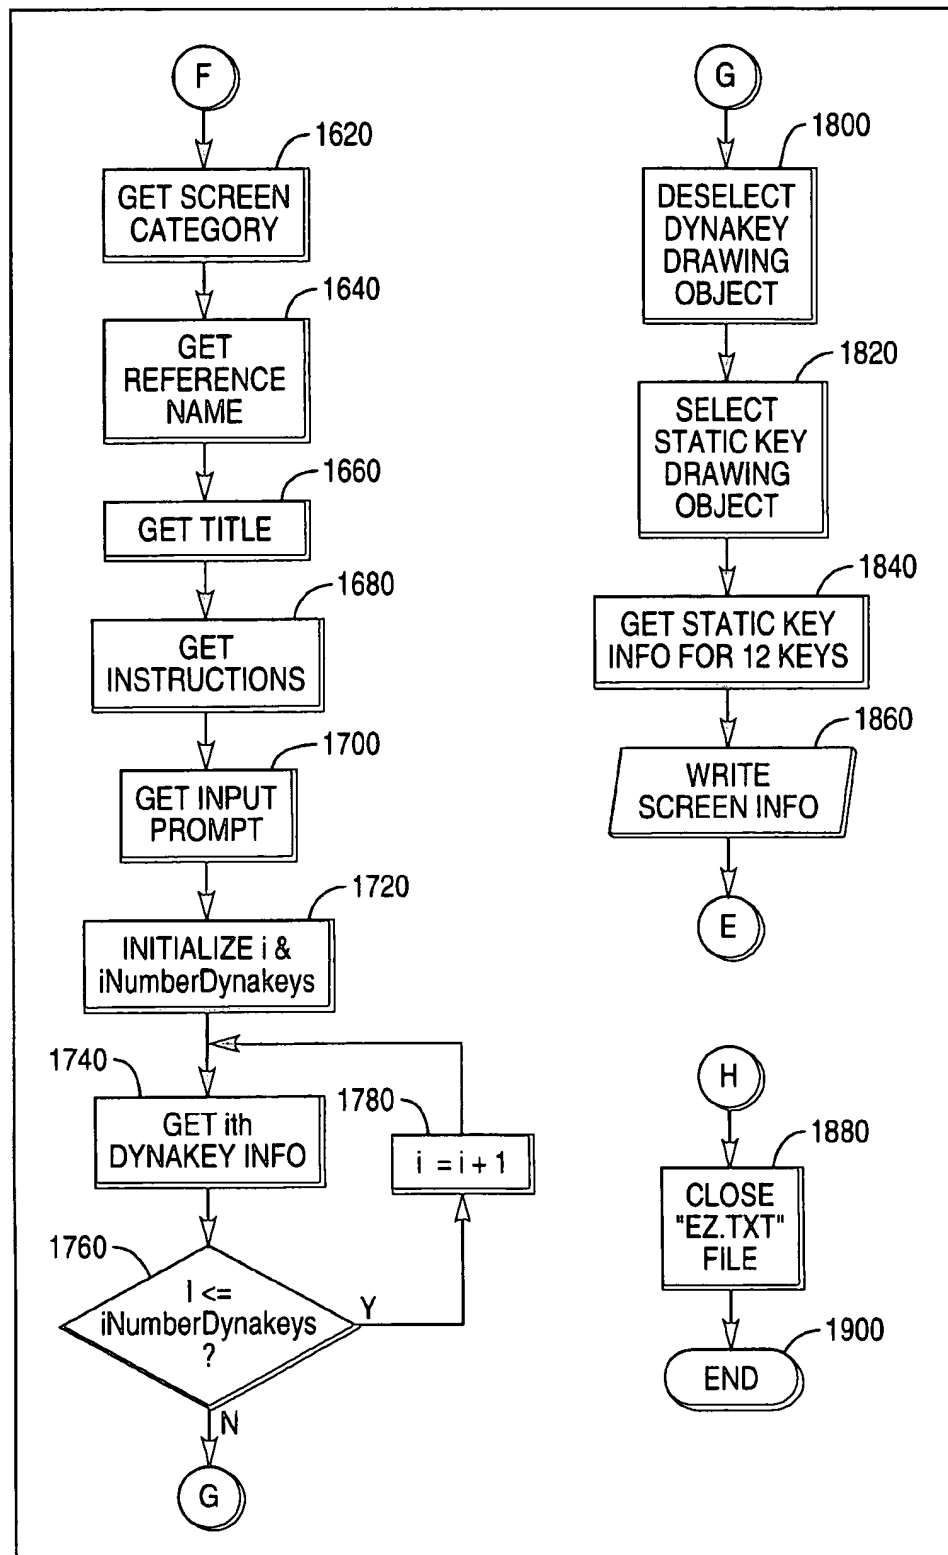 F
1620
GET SCREEN
CATEGORY
1640
GET
REFERENCE
NAME
1660
GET TITLE
1680
GET
INSTRUCTIONS
1700
GET INPUT
PROMPT
1720
INITIALIZE i &
iNumberDynakeys
1740
GET ith
DYNAKEY INFO
1780
i = i + 1
1760
I <=
iNumberDynakeys
?
Y
N
G
G
1800
DESELECT
DYNAKEY
DRAWING
OBJECT
1820
SELECT
STATIC KEY
DRAWING
OBJECT
1840
GET STATIC KEY
INFO FOR 12 KEYS
1860
WRITE
SCREEN INFO
E
H
1880
CLOSE
"EZ.TXT"
FILE
1900
END